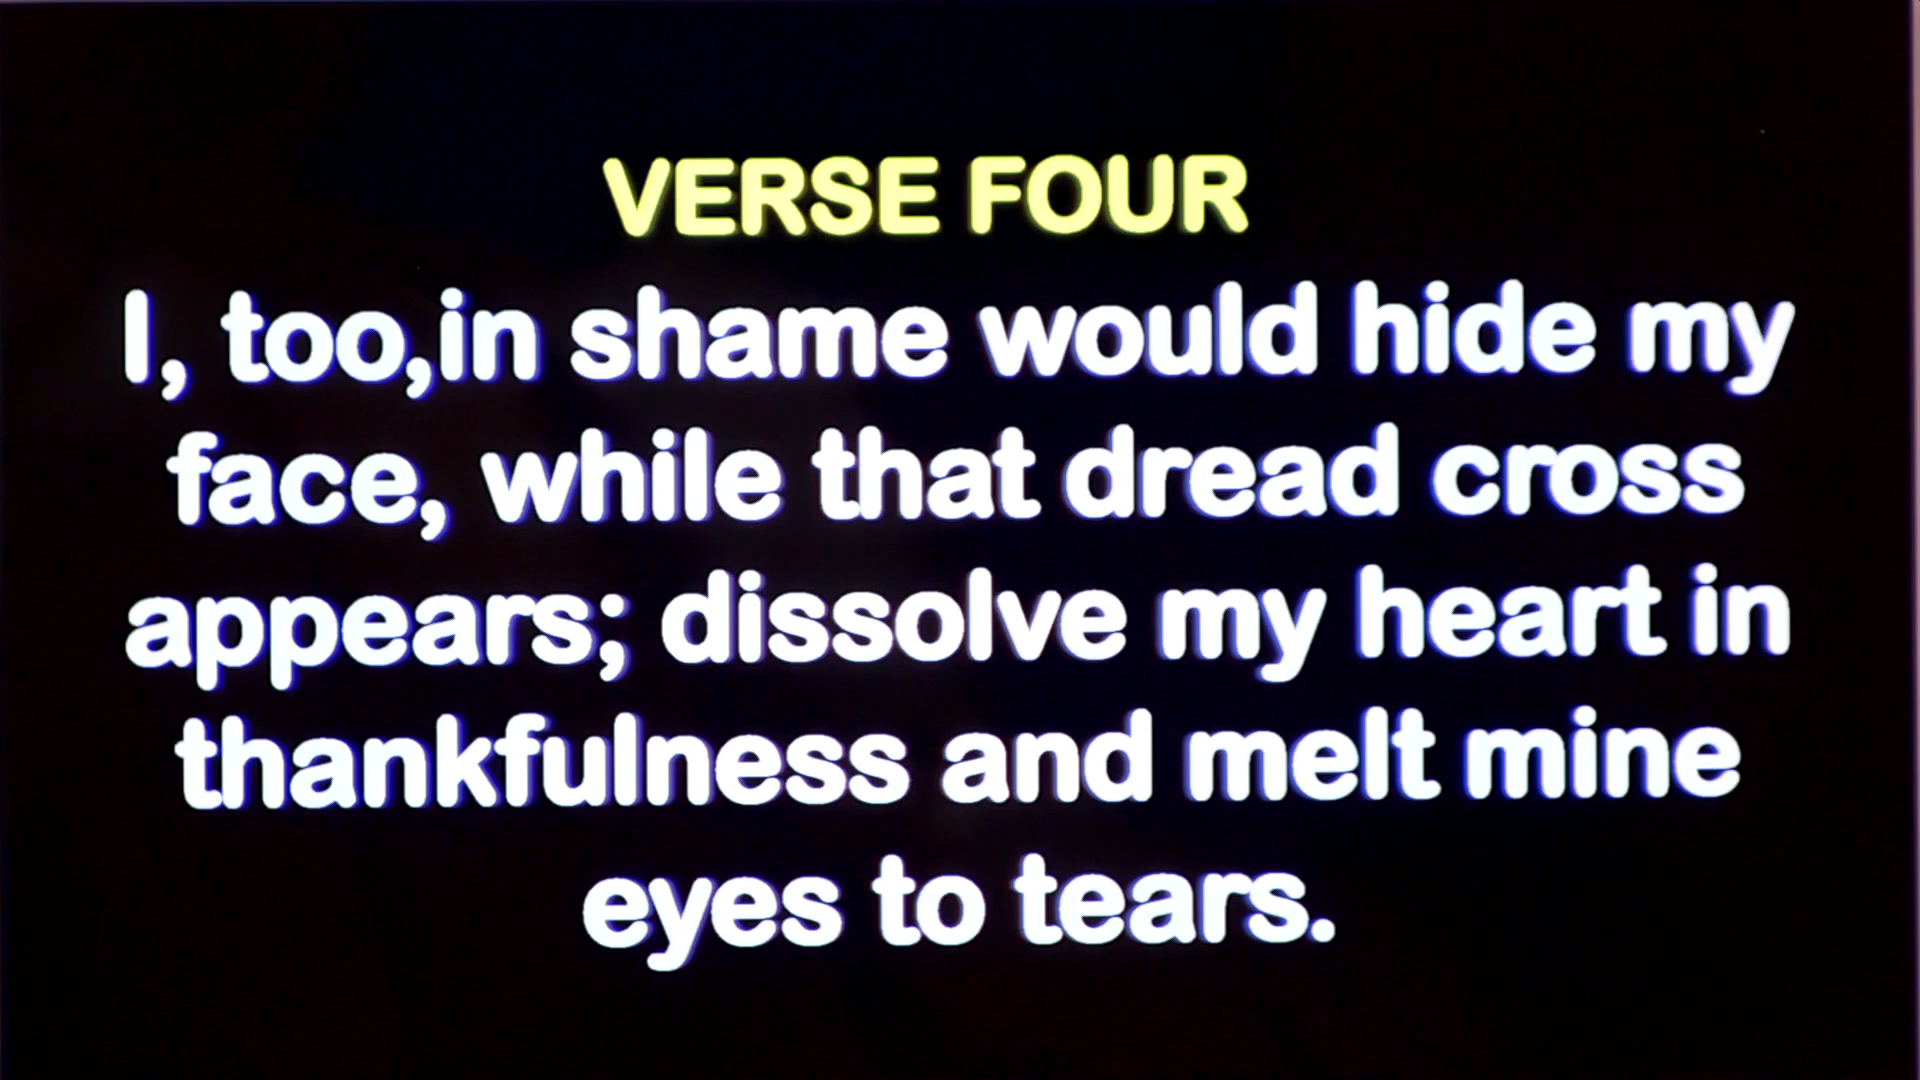 VERSE FOUR
I, too,in shame would hide my
face, while that dread cross
appears; dissolve my heart in
thankfulness and melt mine
eyes to tears.